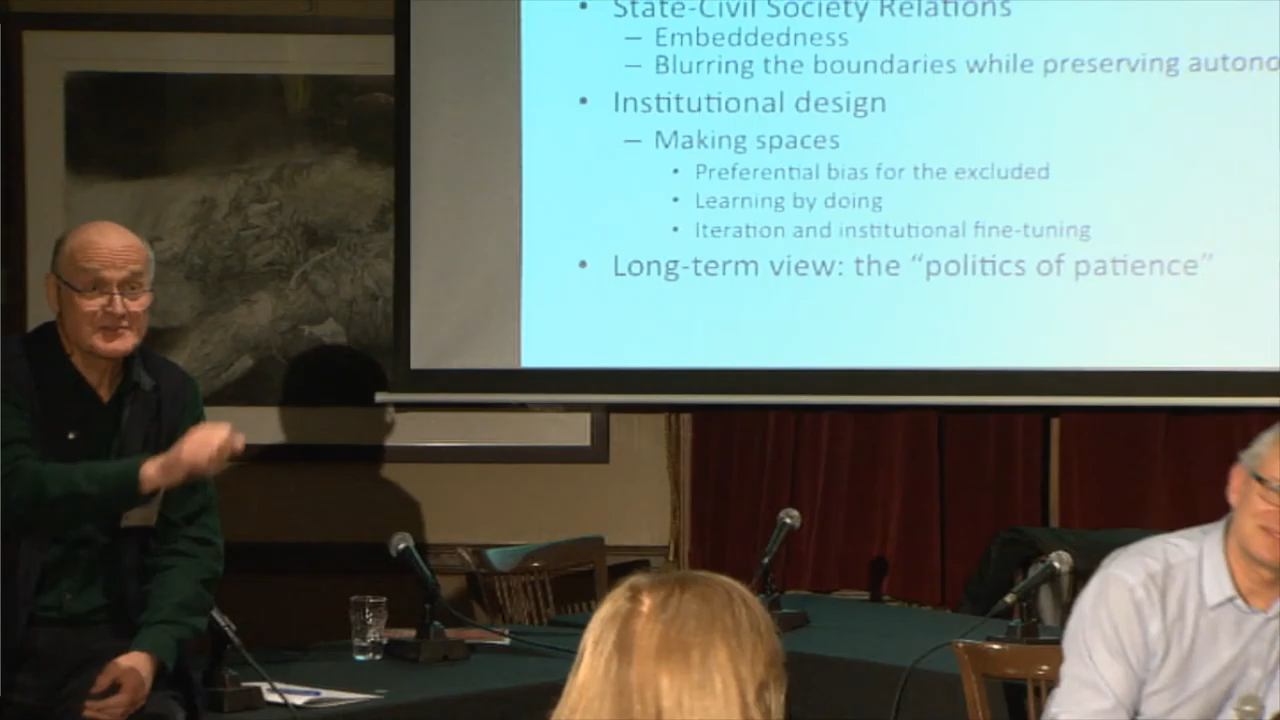 • State-Civil Society Relations
– Embeddedness
– Blurring the boundaries while preserving autono
• Institutional design
– Making spaces
• Preferential bias for the excluded
• Learning by doing
• Iteration and institutional fine-tuning
• Long-term view: the “politics of patience”